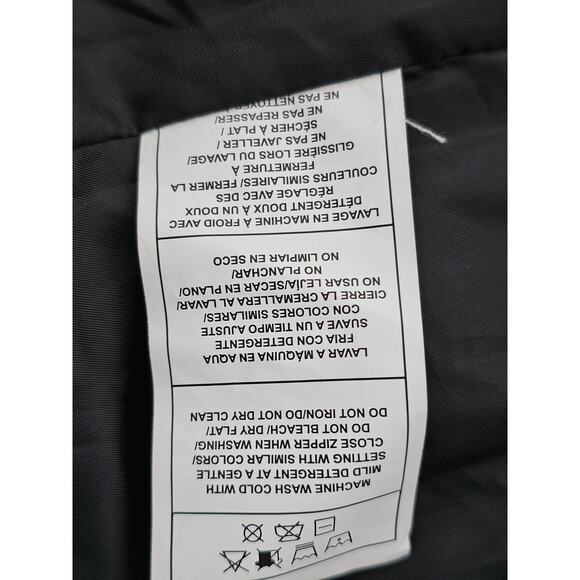 MACHINE WASH COLD WITH
MILD DETERGENT AT A GENTLE
SETTING WITH SIMILAR COLORS/
CLOSE ZIPPER WHEN WASHING/
DO NOT BLEACH/ DRY FLAT/
DO NOT IRON/DO NOT DRY CLEAN
LAVAR A MÁQUINA EN AQUA
FRIA CON DETERGENTE
SUAVE A UN TIEMPO AJUSTE
CON COLORES SIMILARES/
CIERRE LA CREMALLERA AL LAVAR/
NO USAR LEJÍA/SECAR EN PLANO/
NO PLANCHAR/
NO LIMPIAR EN SECO
LAVAGE EN MACHINE À FROID AVEC
DÉTERGENT DOUX À UN DOUX
RÉGLAGE AVEC DES
COULEURS SIMILAIRES/ FERMER LA
FERMETURE À
GLISSIÈRE LORS DU LAVAGE/
NE PAS JAVELLER/
SÉCHER À PLAT /
NE PAS REPASSER/
NE PAS NETTOYER À